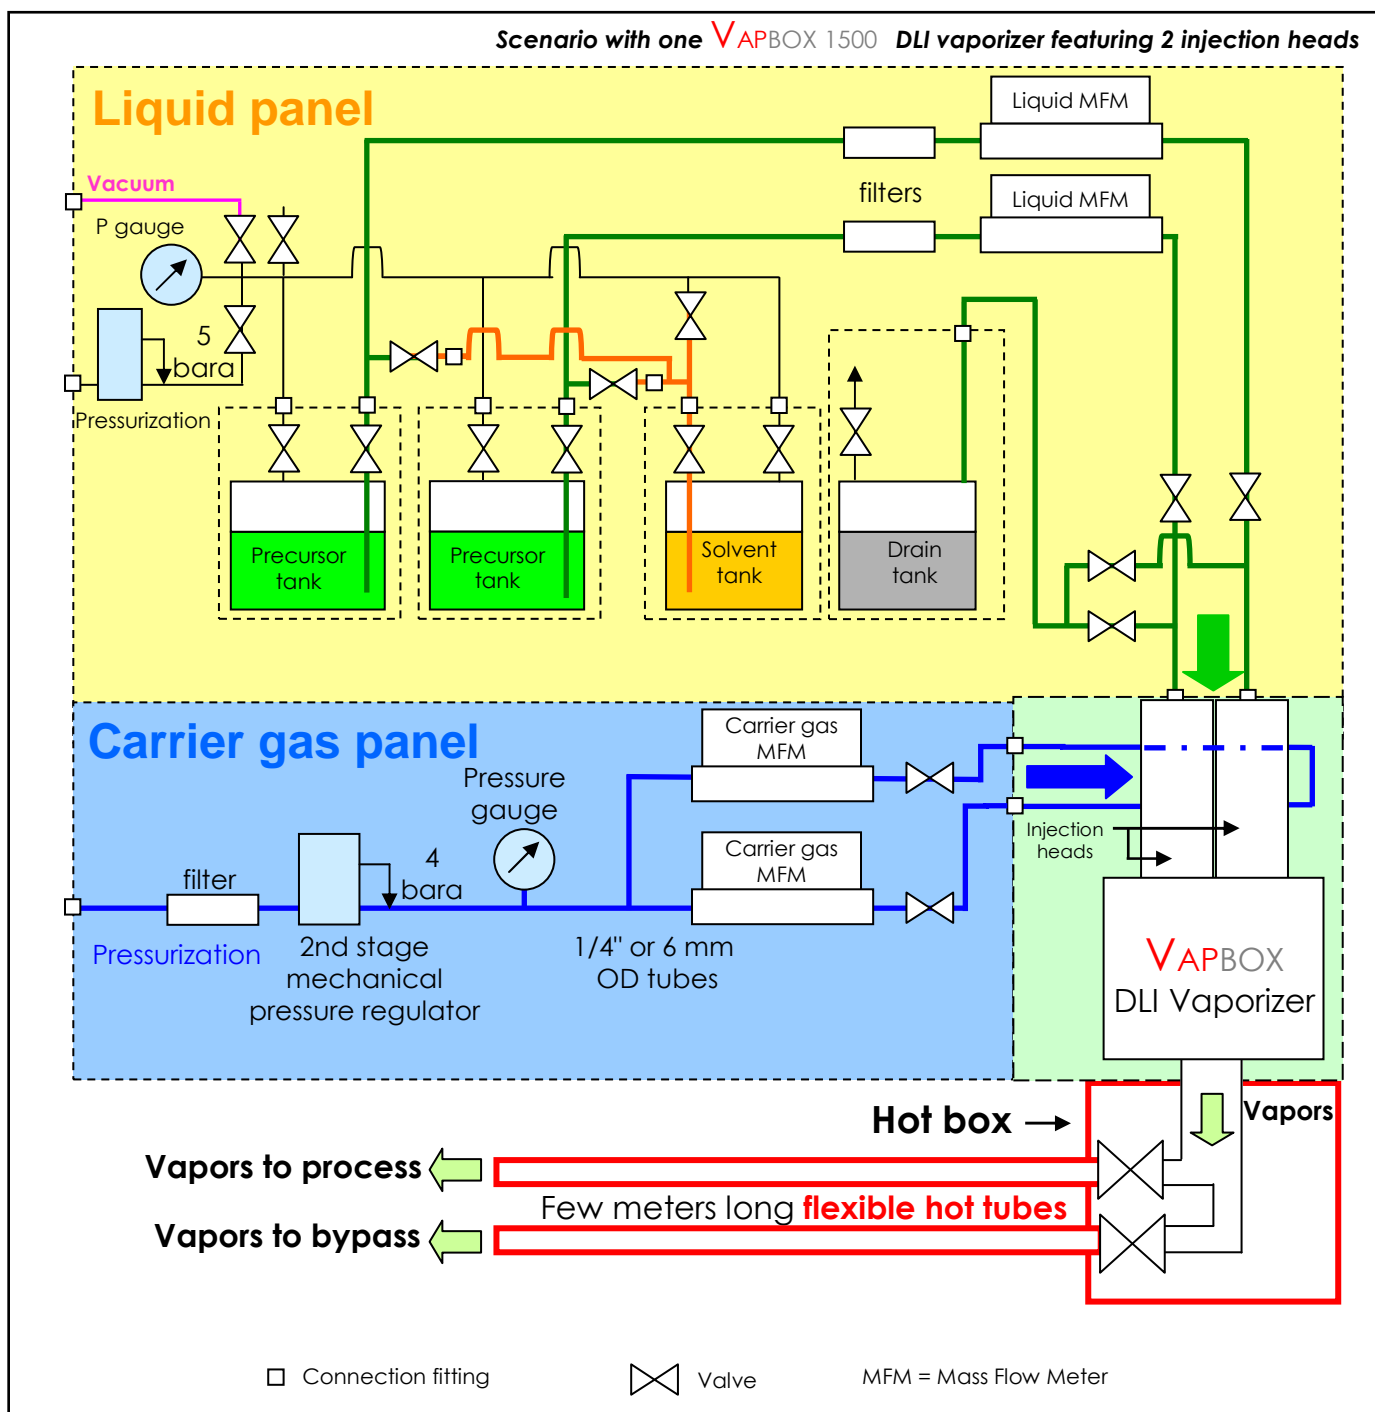 Scenario with one VAPBOX 1500 DLI vaporizer featuring 2 injection heads
Liquid panel
Liquid MFM
Vacuum
filters
Liquid MFM
P gauge
5
bara
Pressurization
Precursor
tank
Precursor
tank
Solvent
tank
Drain
tank
Carrier gas panel
Carrier gas
MFM
Pressure
gauge
Injection
heads
Carrier gas
MFM
4
bara
filter
Pressurization
2nd stage
mechanical
pressure regulator
1/4" or 6 mm
OD tubes
VAPBOX
DLI Vaporizer
Hot box
Vapors
Vapors to process
Few meters long flexible hot tubes
Vapors to bypass
Connection fitting
Valve
MFM = Mass Flow Meter